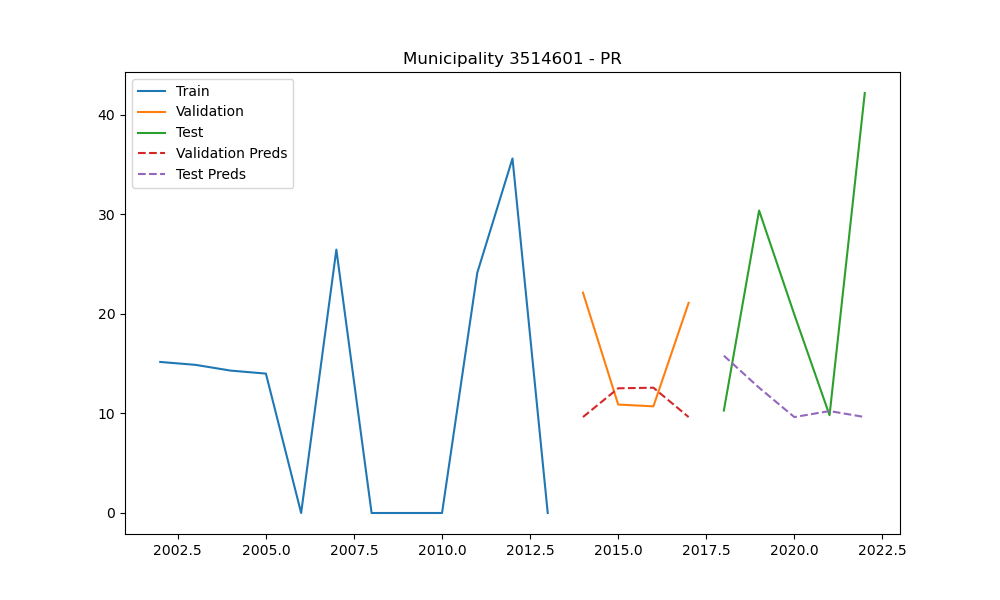 Municipality 3514601 - PR
Train
Validation
Test
Validation Preds
Test Preds
40
30
20
10
0
2002.5 2005.0 2007.5 2010.0 2012.5 2015.0 2017.5 2020.0 2022.5